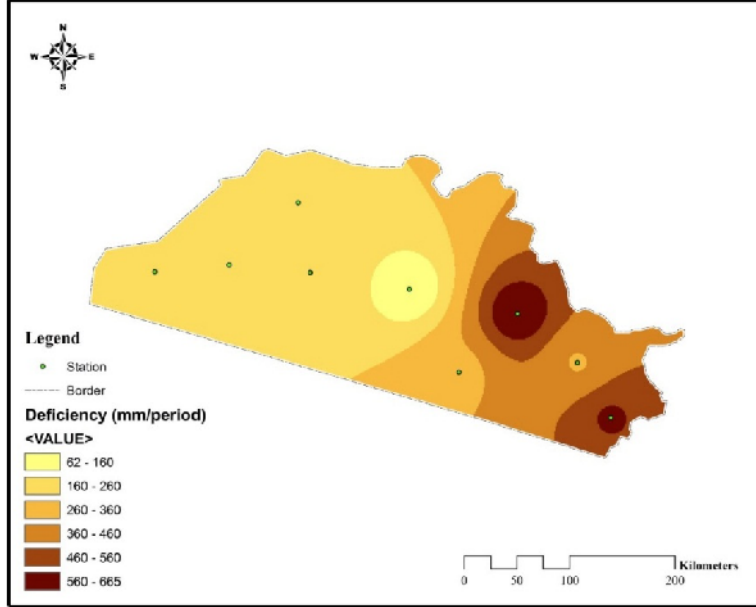 N
W E
S
Legend
Station
Border
Deficiency (mm/period)
<VALUE>
62 - 160
160 - 260
260 - 360
360 - 460
460 - 560
560 - 665
Kilometers
0 50 100 200